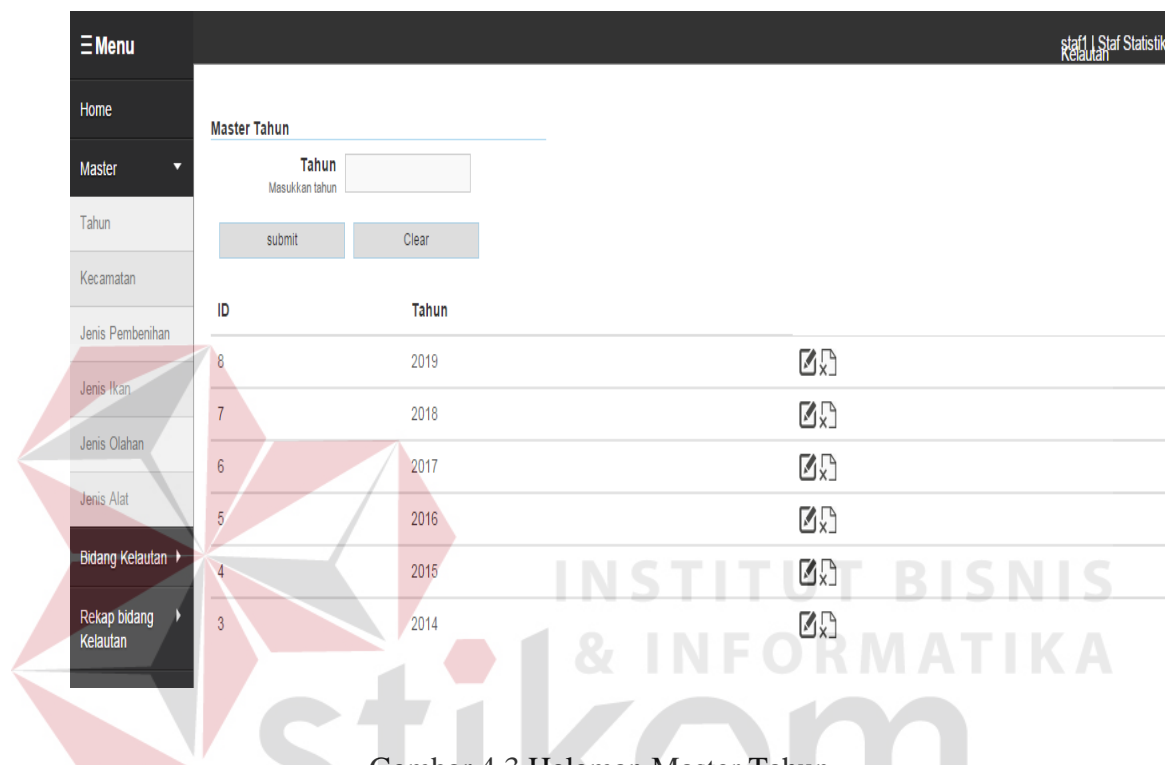 Menu
staf1 | Staf Statistik
Kelautan
Home
Master
Tahun
Kecamatan
Jenis Pembenihan
Jenis Ikan
Jenis Olahan
Jenis Alat
Bidang Kelautan
Rekap bidang
Kelautan
Master Tahun
Tahun
Masukkan tahun
submit Clear
ID Tahun
8 2019
7 2018
6 2017
5 2016
4 2015
3 2014
INSTITUT BISNIS
& INFORMATIKA
stikom
Gambar 4.3 Halaman Master Tahun